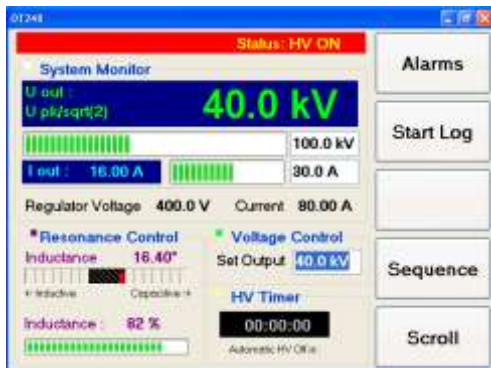 OT248
Status: HV ON
Alarms
System Monitor
U out :
U pk/sqrt(2)
40.0 kV
Start Log
100.0 kV
I out : 16.00 A
30.0 A
Regulator Voltage 400.0 V Current 80.00 A
Resonance Control
Voltage Control
Inductance 16.40"
Set Output 40.0 kV
Sequence
← Inductive Capacitive →
HV Timer
Inductance : 82 %
00:00:00
Scroll
Automatic HV Off in